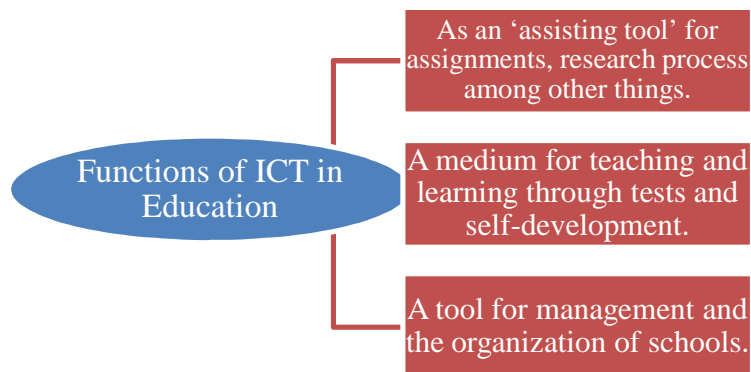 Functions of ICT in
Education
As an ‘assisting tool’ for
assignments, research process
among other things.
A medium for teaching and
learning through tests and
self-development.
A tool for management and
the organization of schools.